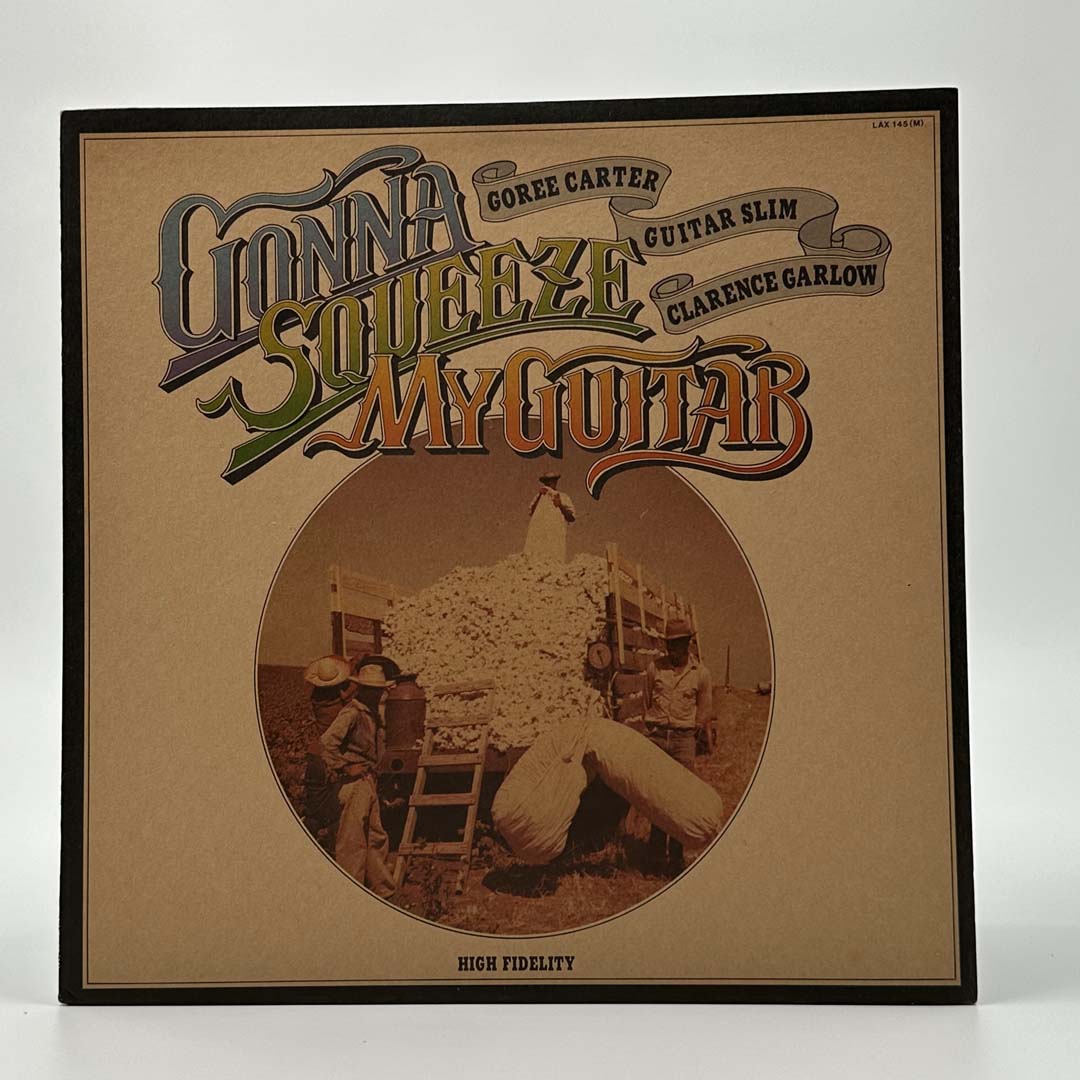 LAX 145(M)
GONNA
SQUEEZE
MY GUITAR
GOREE CARTER
GUITAR SLIM
CLARENCE GARLOW
HIGH FIDELITY